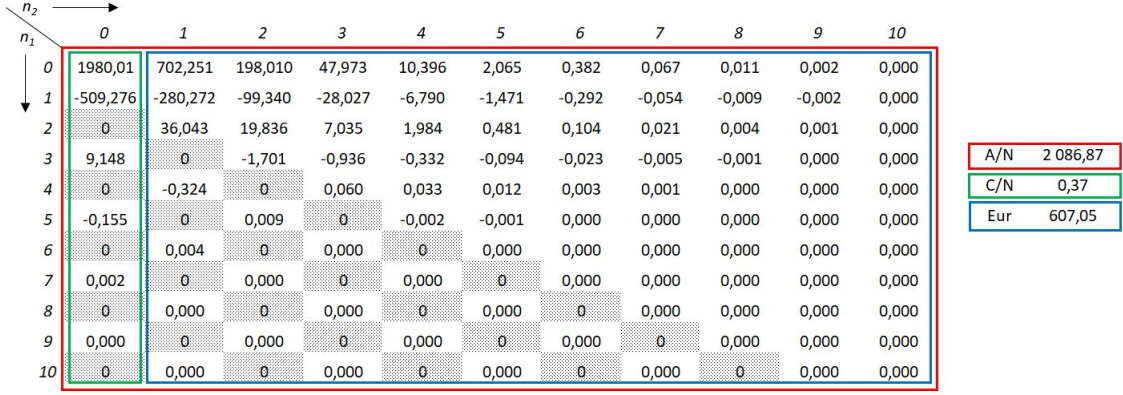 n2
n1
0 1 2 3 4 5 6 7 8 9 10
0 1980,01 702,251 198,010 47,973 10,396 2,065 0,382 0,067 0,011 0,002 0,000
1 -509,276 -280,272 -99,340 -28,027 -6,790 -1,471 -0,292 -0,054 -0,009 -0,002 0,000
2 0 36,043 19,836 7,035 1,984 0,481 0,104 0,021 0,004 0,001 0,000
3 9,148 0 -1,701 -0,936 -0,332 -0,094 -0,023 -0,005 -0,001 0,000 0,000
A/N 2 086,87
4 0 -0,324 0 0,060 0,033 0,012 0,003 0,001 0,000 0,000 0,000
C/N 0,37
5 -0,155 0 0,009 0 -0,002 -0,001 0,000 0,000 0,000 0,000 0,000
Eur 607,05
6 0 0,004 0 0,000 0 0,000 0,000 0,000 0,000 0,000 0,000
7 0,002 0 0,000 0 0,000 0 0,000 0,000 0,000 0,000 0,000
8 0 0,000 0 0,000 0 0,000 0 0,000 0,000 0,000 0,000
9 0,000 0 0,000 0 0,000 0 0,000 0 0,000 0,000 0,000
10 0 0,000 0 0,000 0 0,000 0 0,000 0 0,000 0,000